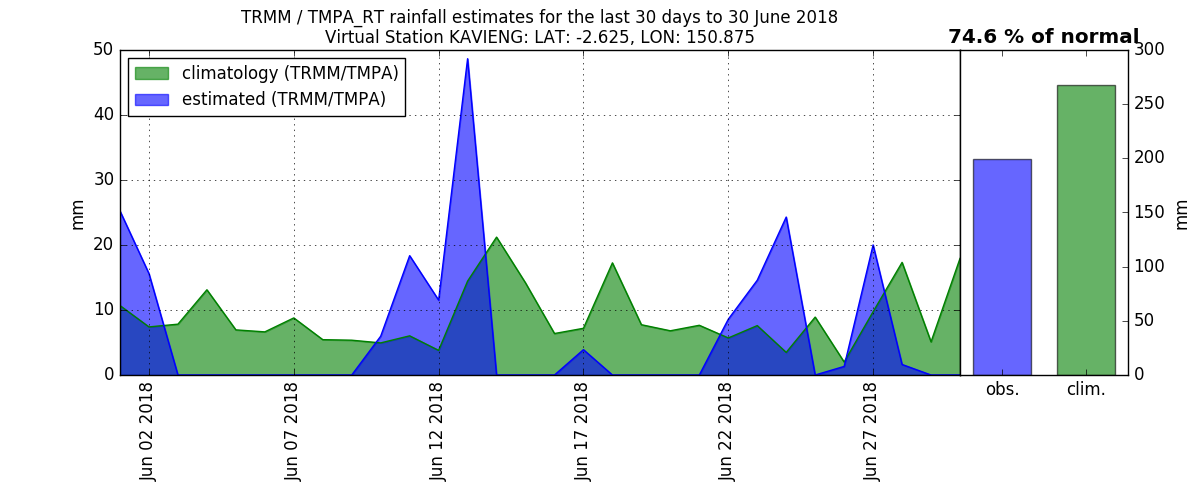 TRMM / TMPA_RT rainfall estimates for the last 30 days to 30 June 2018
Virtual Station KAVIENG: LAT: -2.625, LON: 150.875
74.6 % of normal
climatology (TRMM/TMPA)
estimated (TRMM/TMPA)
50
40
30
20
10
0
mm
Jun 02 2018
Jun 07 2018
Jun 12 2018
Jun 17 2018
Jun 22 2018
Jun 27 2018
obs.
clim.
300
250
200
150
100
50
0
mm